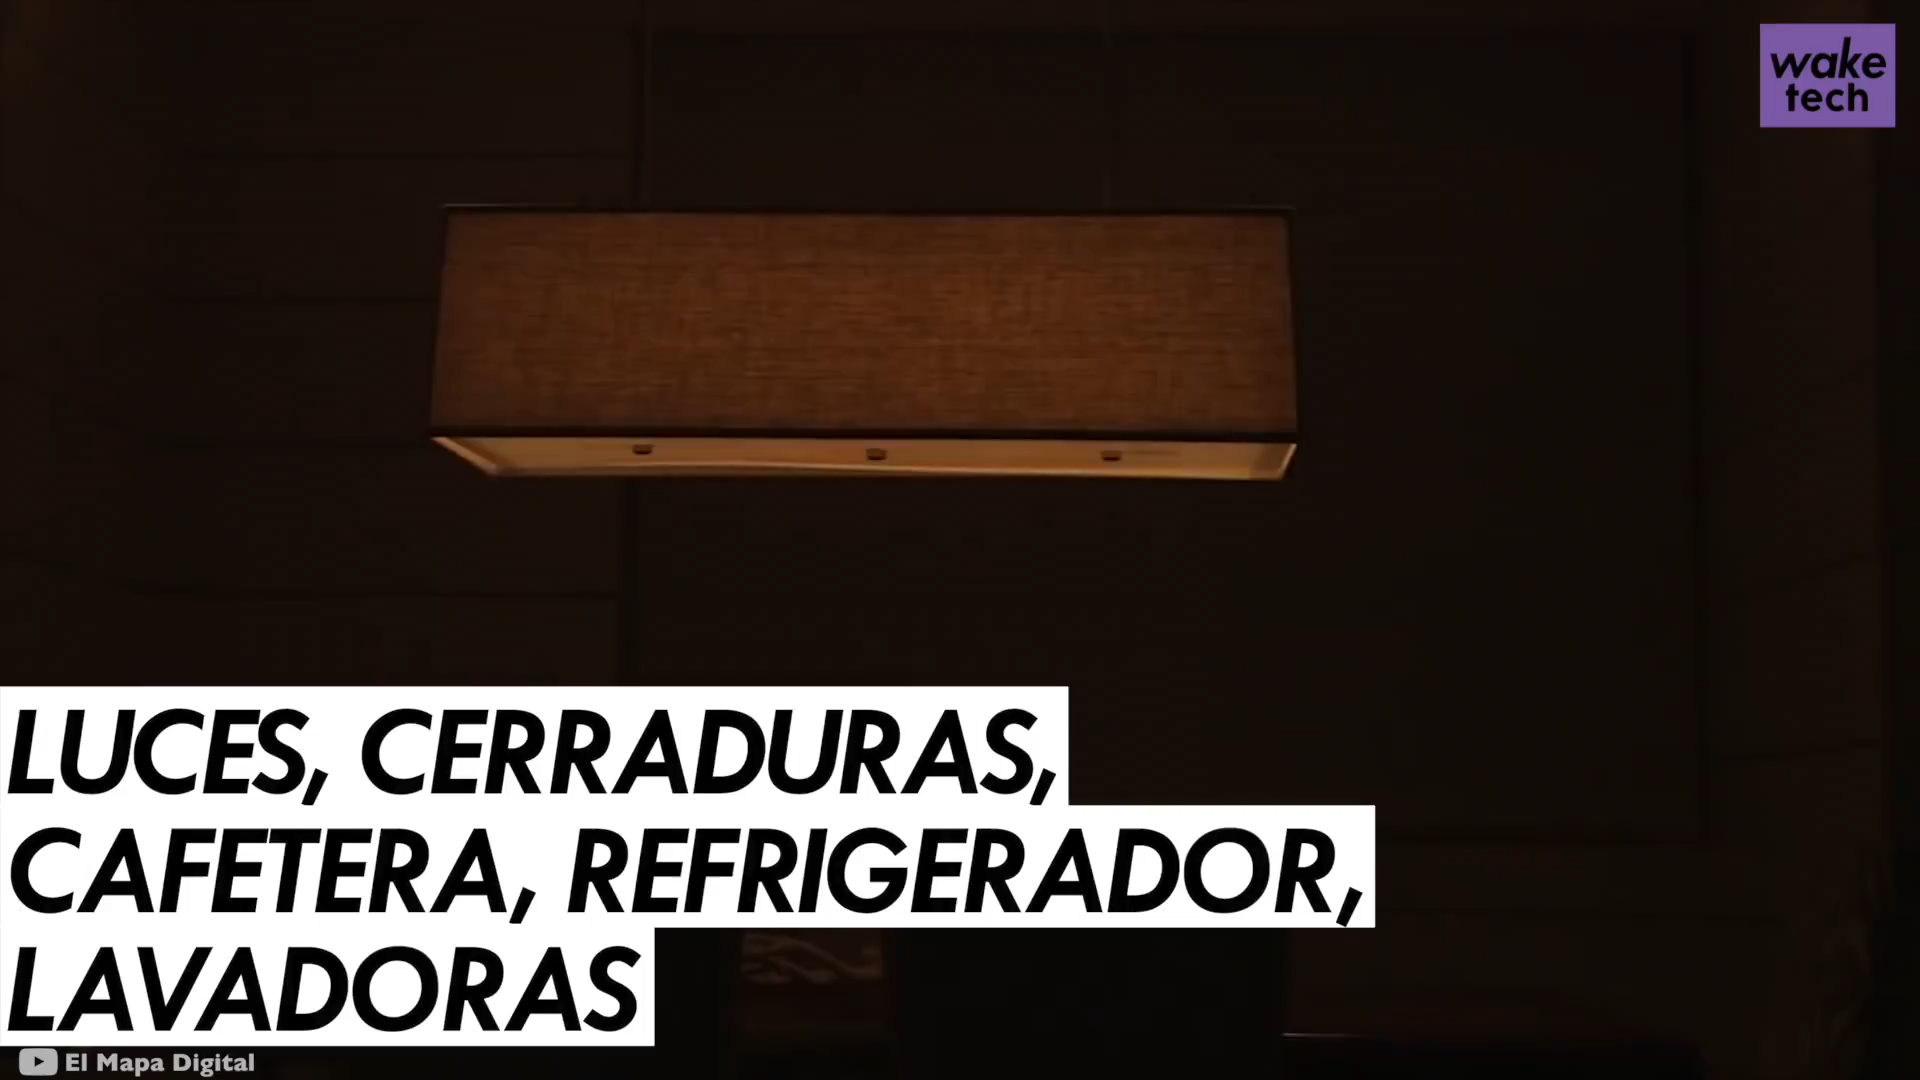 wake
tech
LUCES, CERRADURAS,
CAFETERA, REFRIGERADOR,
LAVADORAS
El Mapa Digital